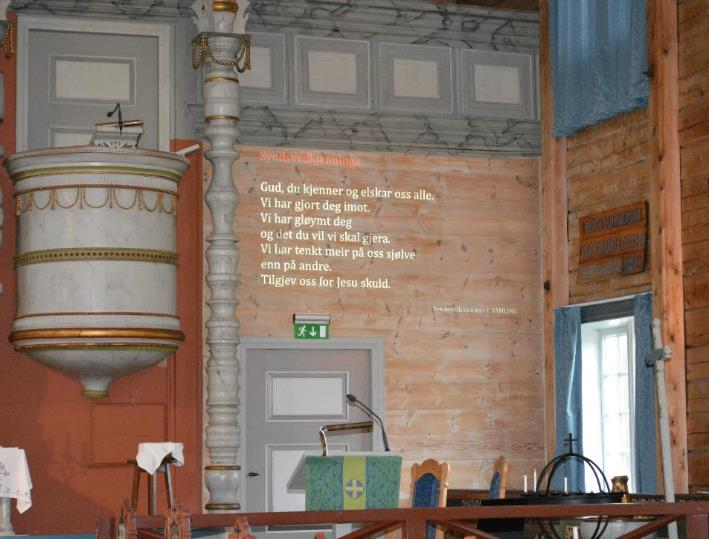 Syndsvedkjenninga:
Gud, du kjenner og elskar oss alle.
Vi har gjort deg imot.
Vi har gløymt deg
og det du vil vi skal gjera.
Vi har tenkt meir på oss sjølve
enn på andre.
Tilgjev oss for Jesu skuld.
Syndsvedkjenning - I SAMLING